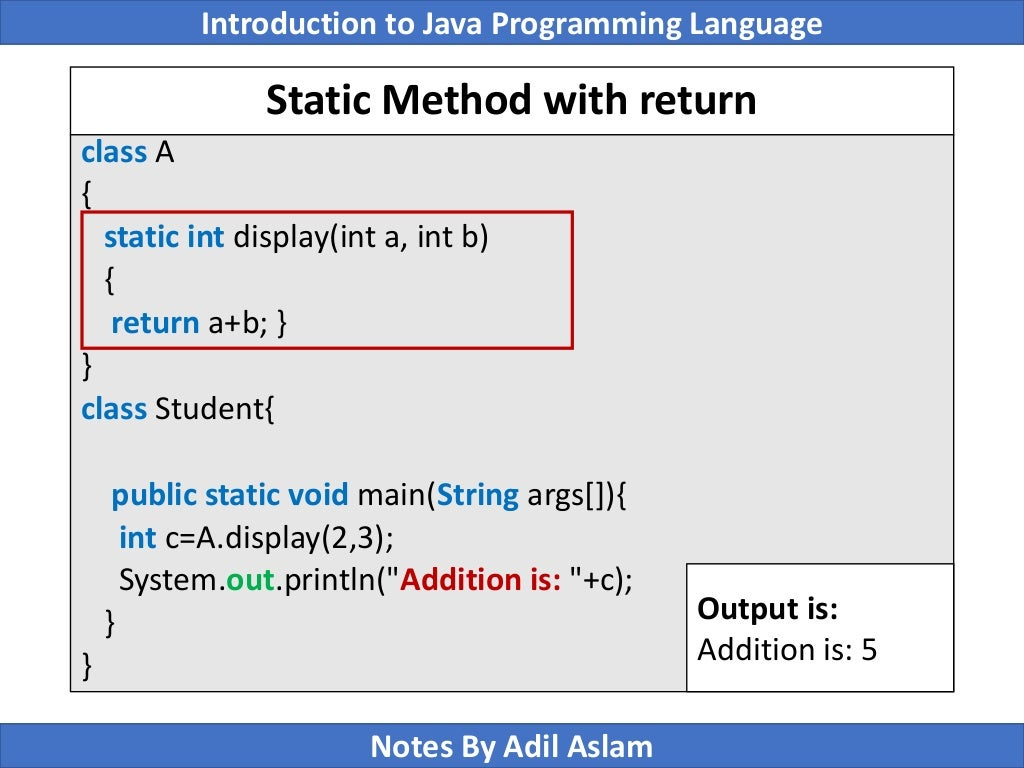 Introduction to Java Programming Language
Static Method with return
class A
{
static int display(int a, int b)
{
return a+b; }
}
class Student{
public static void main(String args[]){
int c=A.display(2,3);
System.out.println("Addition is: "+c);
}
}
Output is:
Addition is: 5
Notes By Adil Aslam